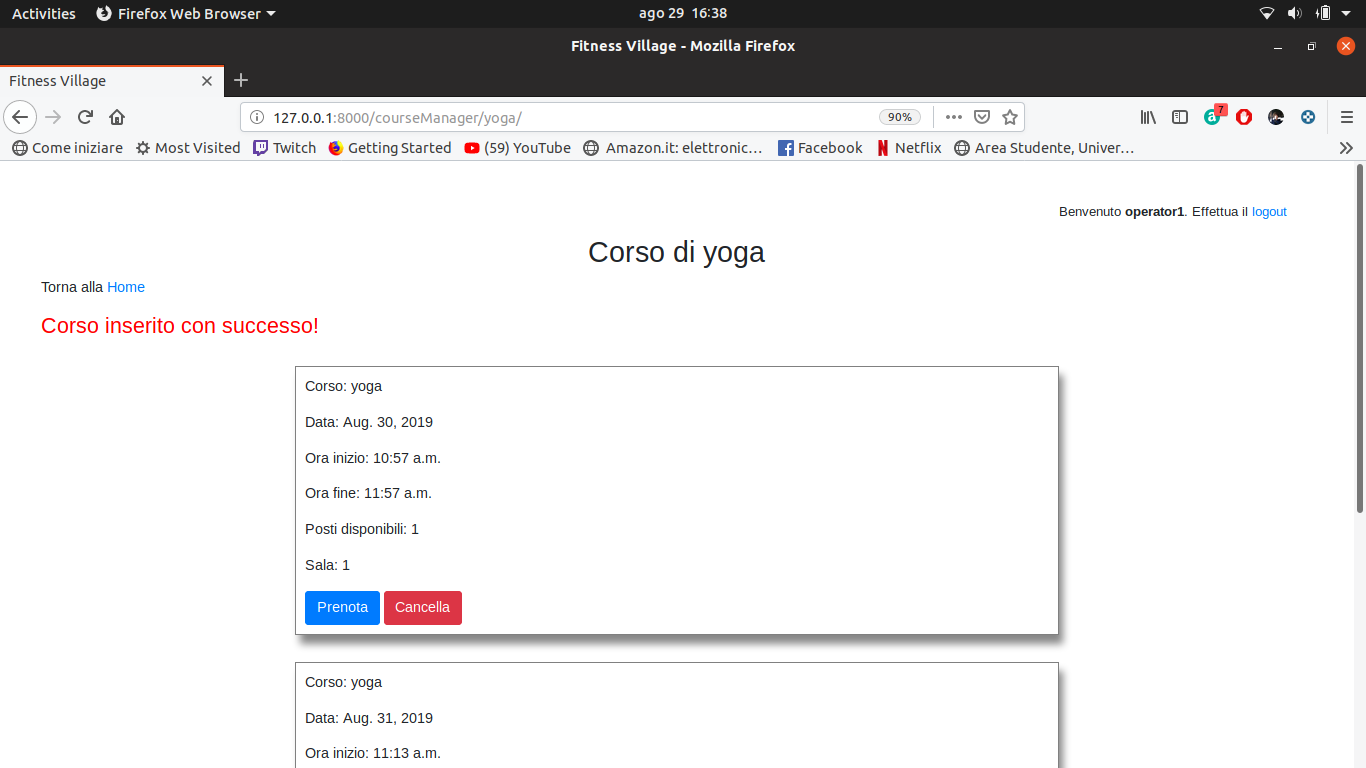 Activities Firefox Web Browser ago 29 16:38
Fitness Village - Mozilla Firefox
Fitness Village
127.0.0.1:8000/courseManager/yoga/ 90% 7
Come iniziare Most Visited Twitch Getting Started (59) YouTube Amazon.it: elettronic… Facebook Netflix Area Studente, Univer…
Benvenuto operator1. Effettua il logout
Corso di yoga
Torna alla Home
Corso inserito con successo!
Corso: yoga
Data: Aug. 30, 2019
Ora inizio: 10:57 a.m.
Ora fine: 11:57 a.m.
Posti disponibili: 1
Sala: 1
Prenota Cancella
Corso: yoga
Data: Aug. 31, 2019
Ora inizio: 11:13 a.m.